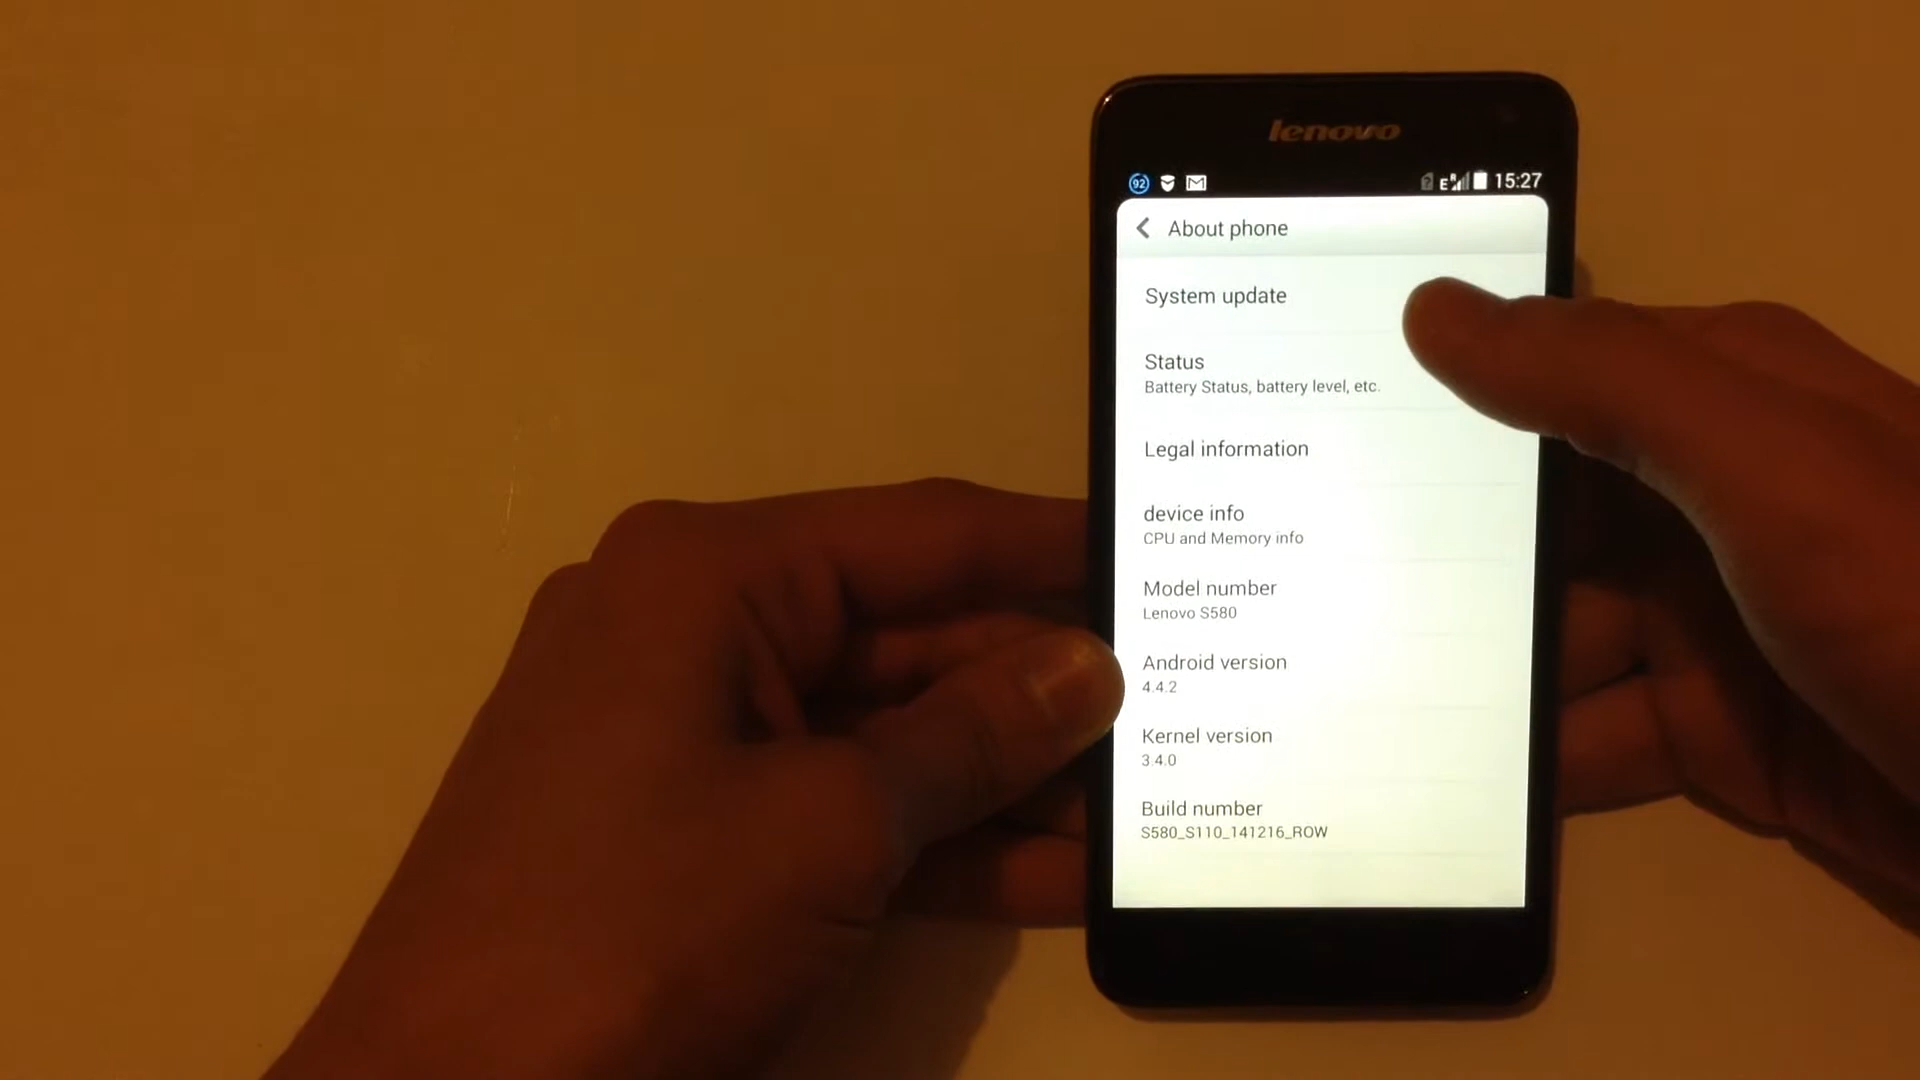 lenovo
92 E R 15:27
About phone
System update
Status
Battery Status, battery level, etc.
Legal information
device info
CPU and Memory info
Model number
Lenovo S580
Android version
4.4.2
Kernel version
3.4.0
Build number
S580_S110_141216_ROW